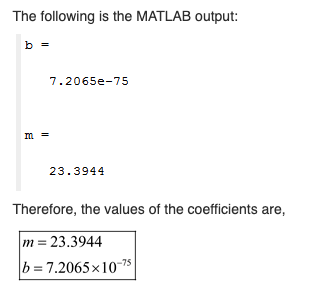 The following is the MATLAB output:
b =
7.2065e-75
m =
23.3944
Therefore, the values of the coefficients are,
m = 23.3944
b = 7.2065×10⁻⁷⁵